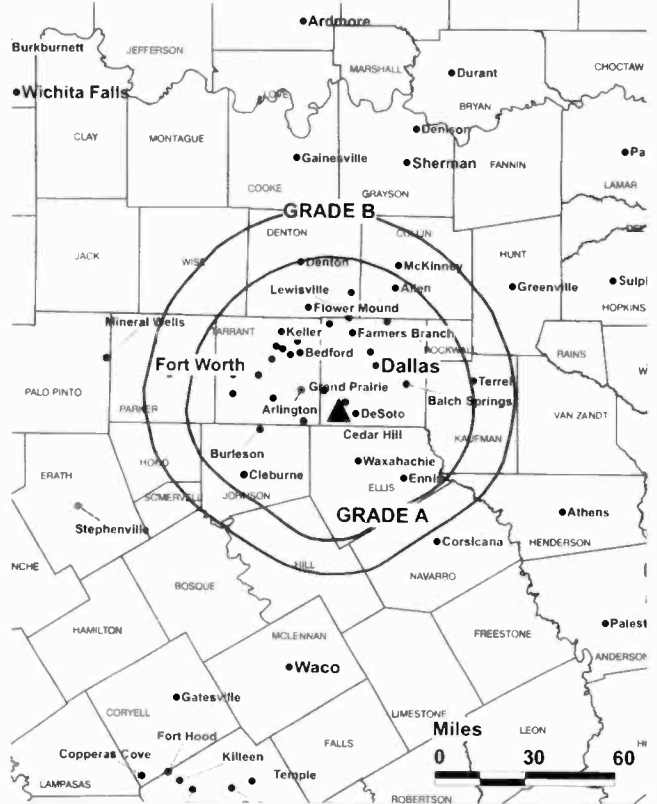 Ardmore
Burkburnett
JEFFERSON
MARSHALL
CHOCTAW
Durant
Wichita Falls
LOVE
BRYAN
Denison
CLAY
MONTAGUE
Gainesville
Sherman
FANNIN
Pa
LAMAR
COOKE
GRAYSON
GRADE B
DENTON
COLLIN
HUNT
JACK
WISE
Denton
McKinney
Lewisville
Allen
Greenville
Sulpl
HOPKINS
Flower Mound
Mineral Wells
TARRANT
Keller
Farmers Branch
ROCKWALL
RAINS
Bedford
Fort Worth
Dallas
Grand Prairie
Terrell
PALO PINTO
PARKER
Arlington
Balch Springs
DeSoto
VAN ZANDT
Burleson
Cedar Hill
KAUFMAN
HOOD
Waxahachie
ERATH
Cleburne
Ennis
ELLIS
SOMERVELL
JOHNSON
GRADE A
Athens
Stephenville
Corsicana
HENDERSON
NCHE
HILL
NAVARRO
BOSQUE
Palest
HAMILTON
MCLENNAN
FREESTONE
ANDERSON
Waco
Gatesville
CORYELL
LIMESTONE
Miles
LEON
Fort Hood
FALLS
Copperas Cove
Killeen
0 30 60
Temple
LAMPASAS
ROBERTSON